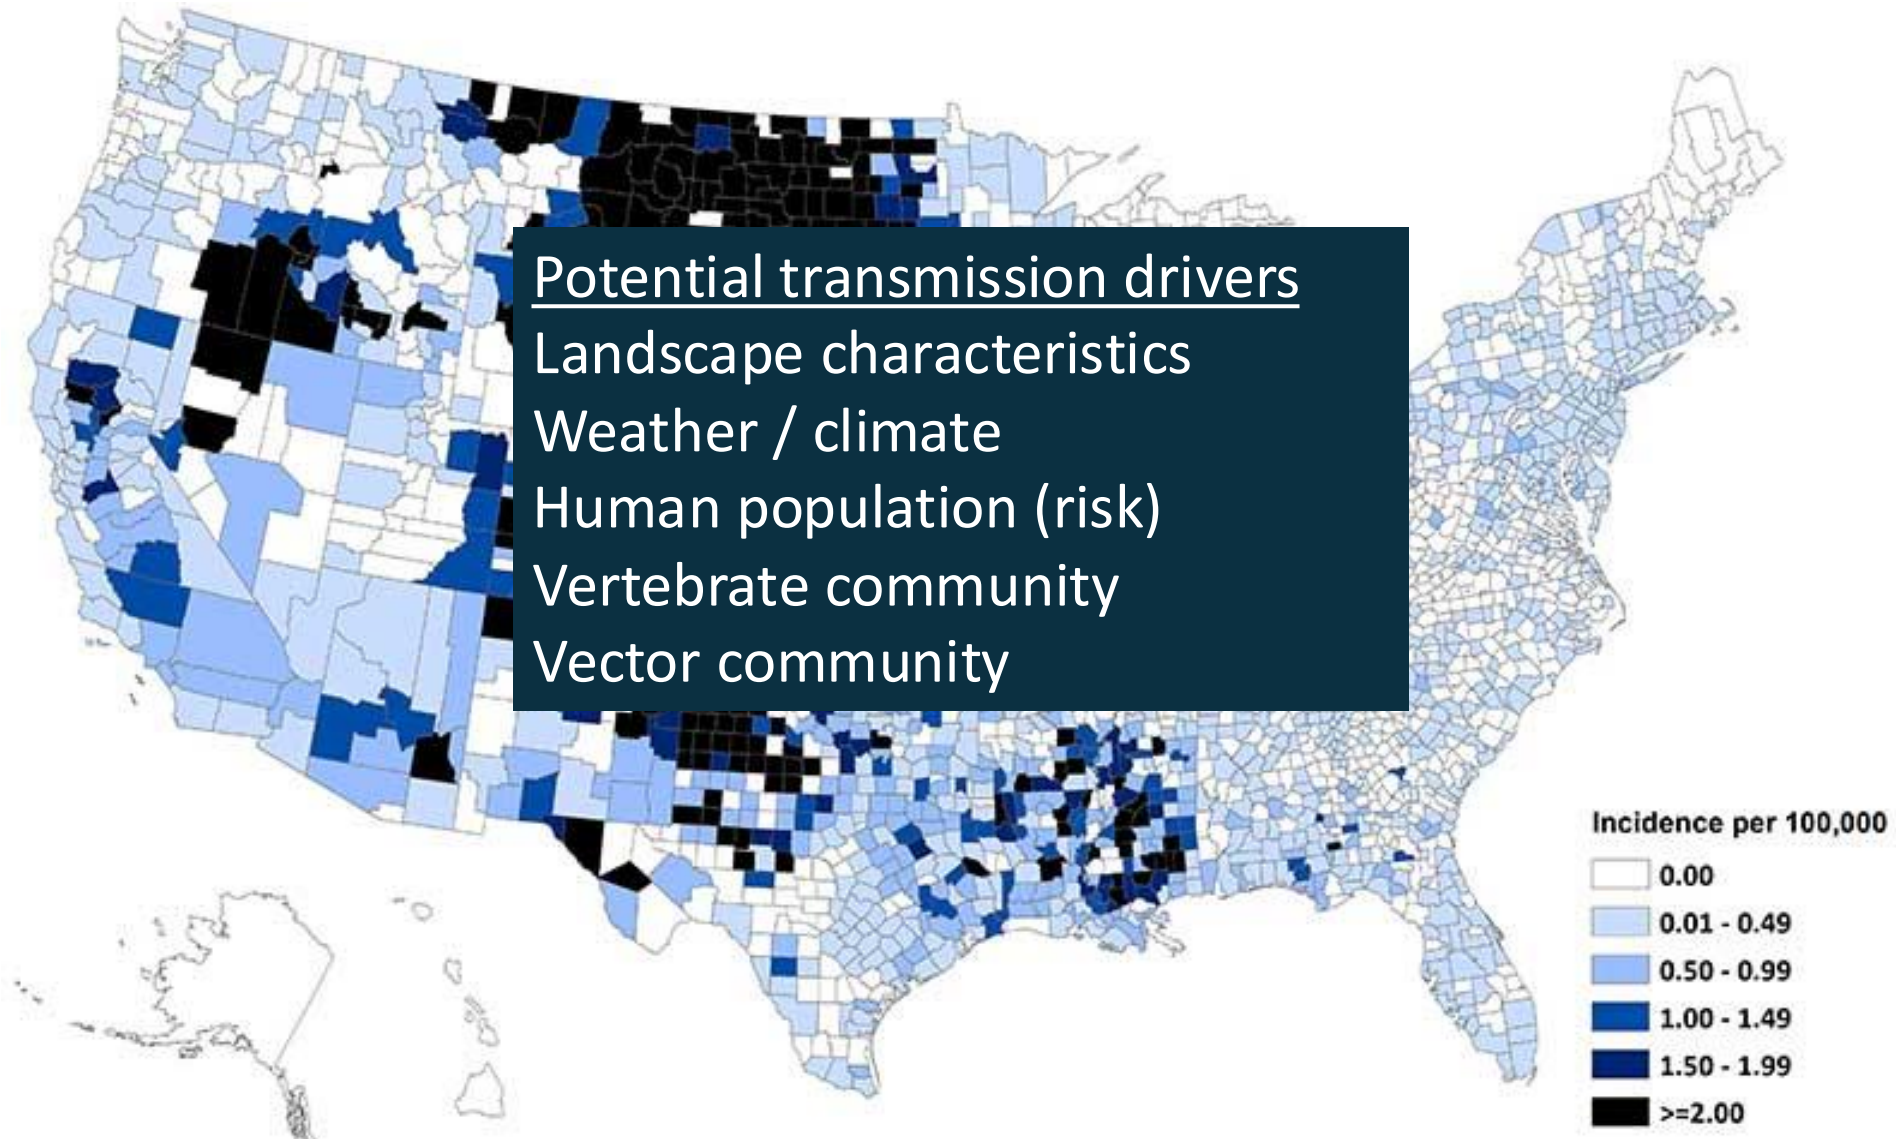 Potential transmission drivers
Landscape characteristics
Weather / climate
Human population (risk)
Vertebrate community
Vector community
Incidence per 100,000
0.00
0.01 - 0.49
0.50 - 0.99
1.00 - 1.49
1.50 - 1.99
>=2.00